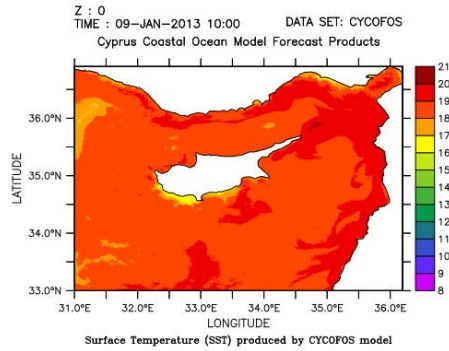 Z : 0
TIME : 09-JAN-2013 10:00 DATA SET: CYCOFOS
Cyprus Coastal Ocean Model Forecast Products
21
20
19
18
17
16
15
14
13
12
11
10
9
8
36.0°N
35.0°N
34.0°N
33.0°N
LATITUDE
31.0°E 32.0°E 33.0°E 34.0°E 35.0°E 36.0°E
LONGITUDE
Surface Temperature (SST) produced by CYCOFOS model